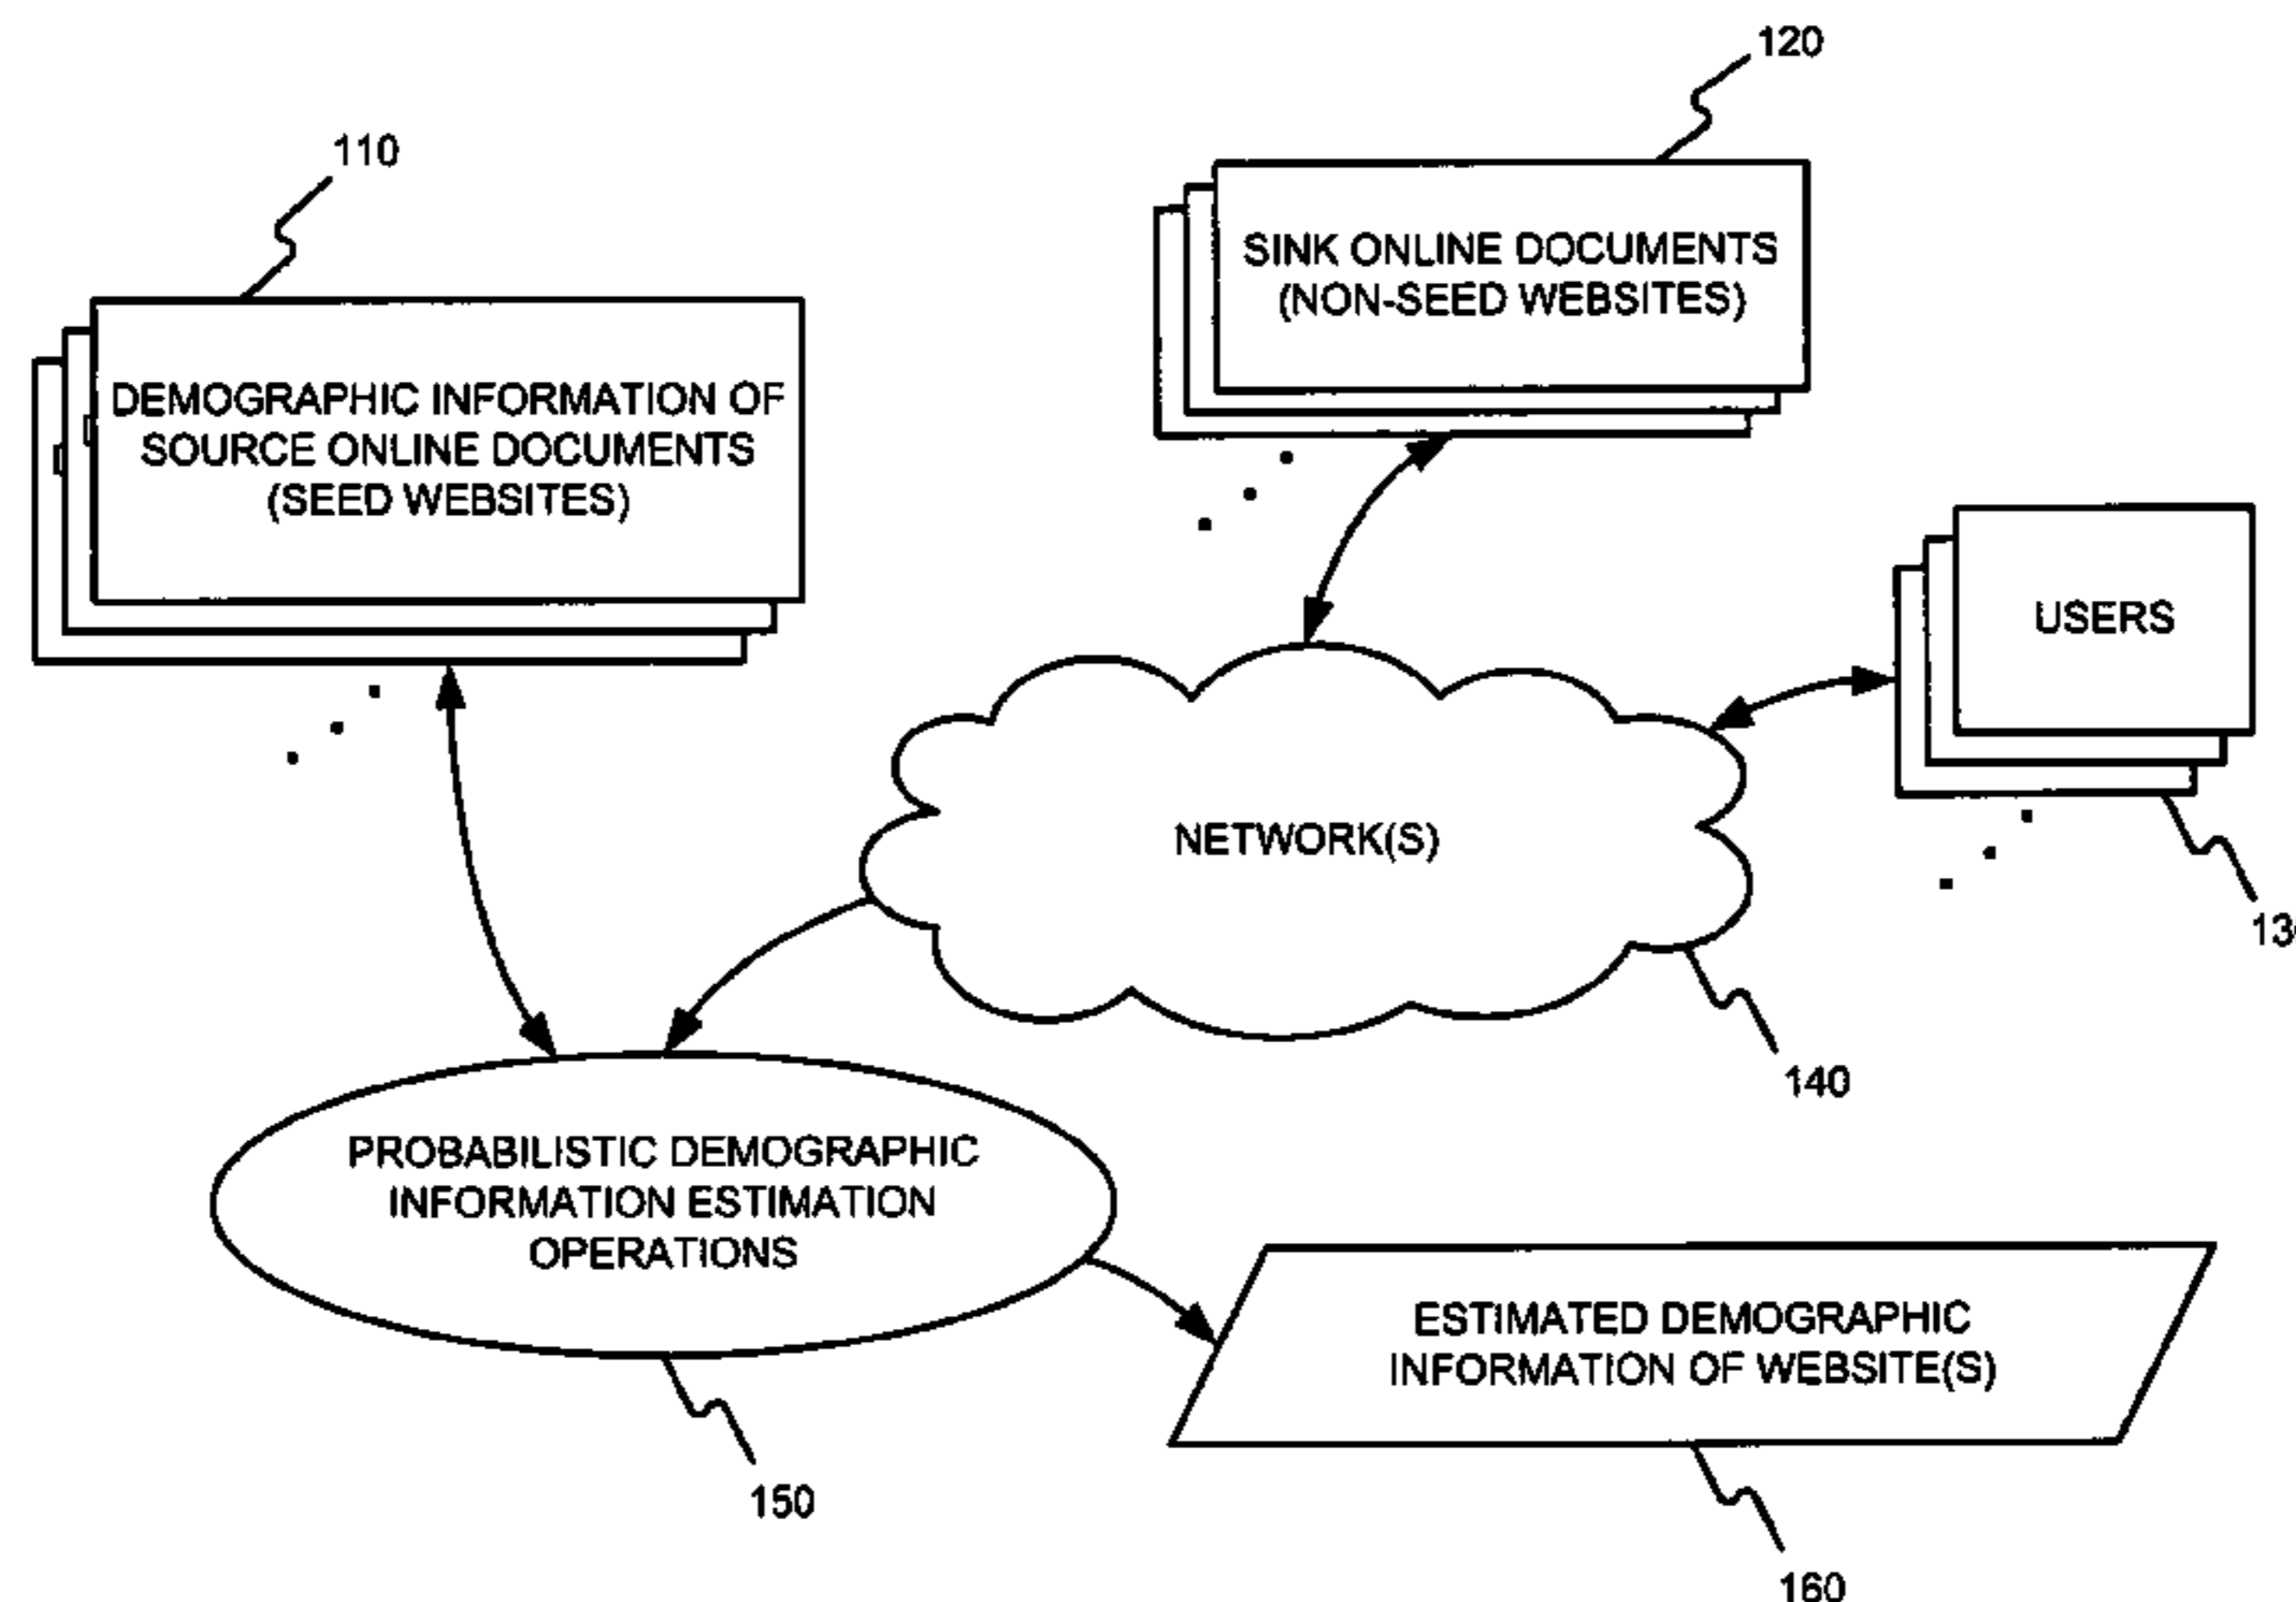 120
110
SINK ONLINE DOCUMENTS
(NON-SEED WEBSITES)
DEMOGRAPHIC INFORMATION OF
SOURCE ONLINE DOCUMENTS
(SEED WEBSITES)
USERS
NETWORK(S)
140
PROBABILISTIC DEMOGRAPHIC
INFORMATION ESTIMATION
OPERATIONS
ESTIMATED DEMOGRAPHIC
INFORMATION OF WEBSITE(S)
150
160